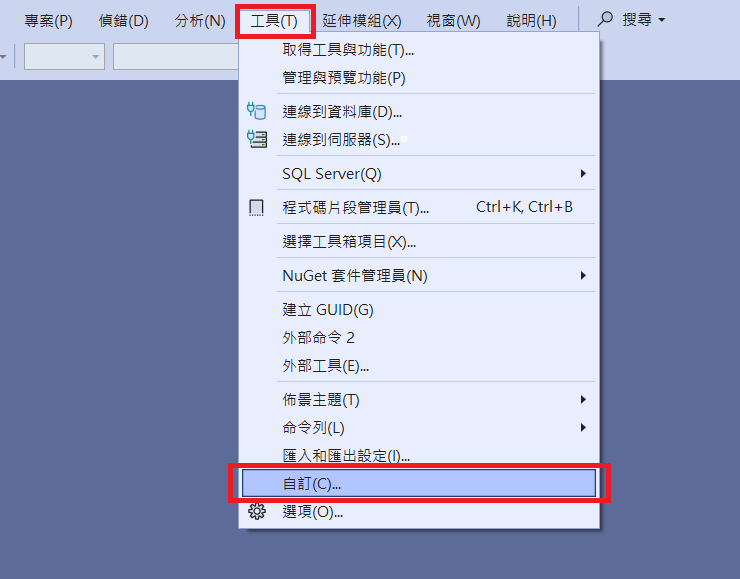 專案(P) 偵錯(D) 分析(N) 工具(T) 延伸模組(X) 視窗(W) 說明(H) 搜尋
取得工具與功能(T)...
管理與預覽功能(P)
連線到資料庫(D)...
連線到伺服器(S)...
SQL Server(Q)
程式碼片段管理員(T)... Ctrl+K, Ctrl+B
選擇工具箱項目(X)...
NuGet 套件管理員(N)
建立 GUID(G)
外部命令 2
外部工具(E)...
佈景主題(T)
命令列(L)
匯入和匯出設定(I)...
自訂(C)...
選項(O)...